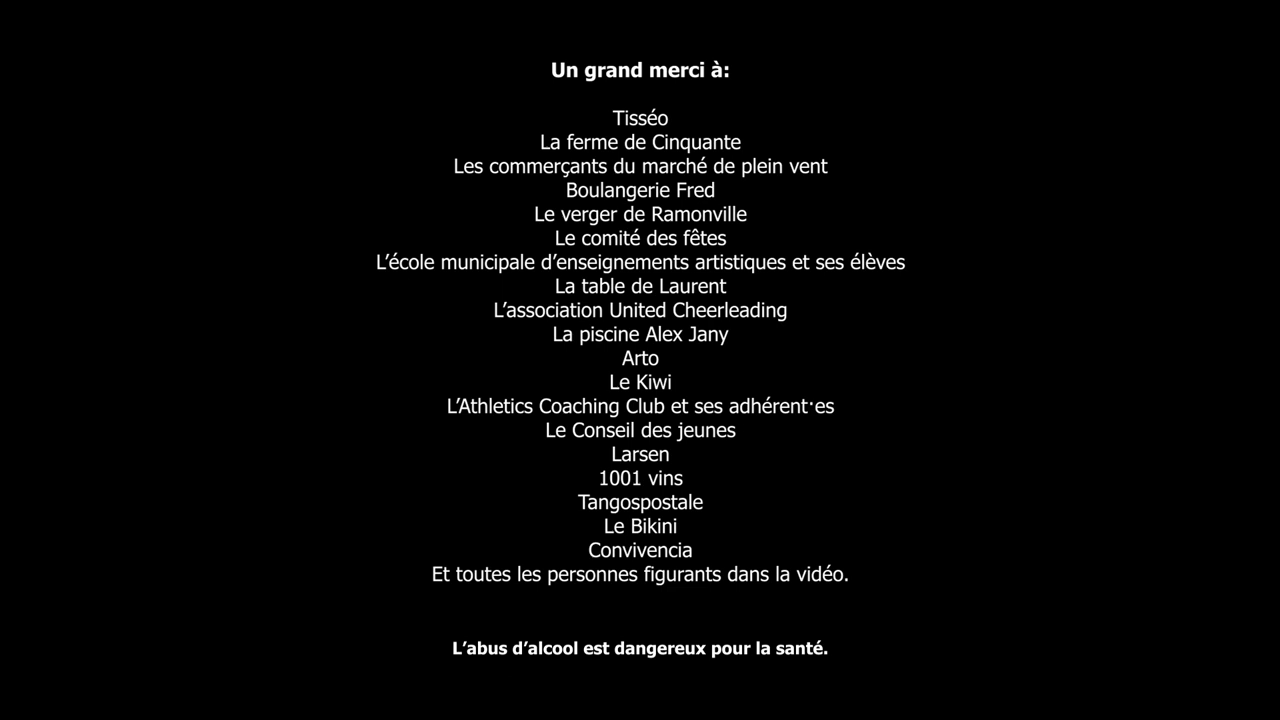 Un grand merci à:
Tisséo
La ferme de Cinquante
Les commerçants du marché de plein vent
Boulangerie Fred
Le verger de Ramonville
Le comité des fêtes
L’école municipale d’enseignements artistiques et ses élèves
La table de Laurent
L’association United Cheerleading
La piscine Alex Jany
Arto
Le Kiwi
L’Athletics Coaching Club et ses adhérent·es
Le Conseil des jeunes
Larsen
1001 vins
Tangospostale
Le Bikini
Convivencia
Et toutes les personnes figurants dans la vidéo.
L’abus d’alcool est dangereux pour la santé.